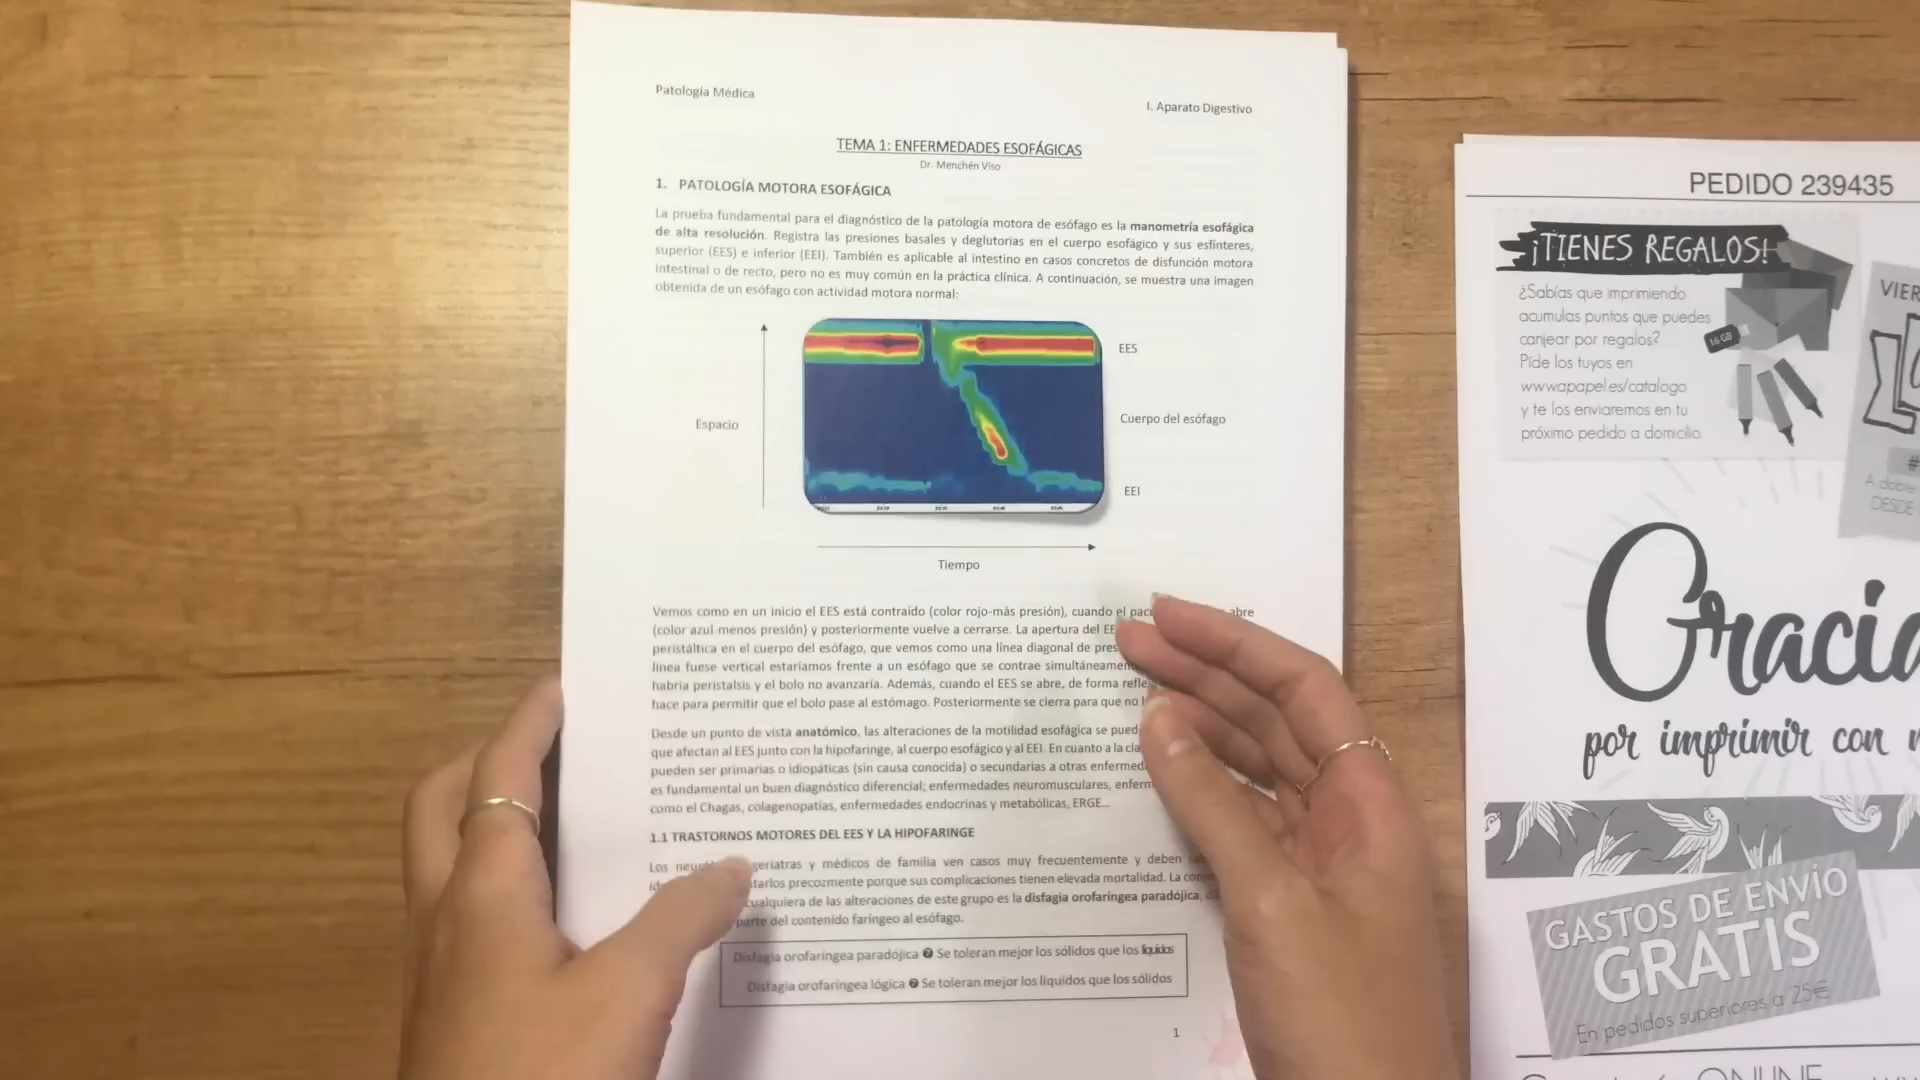 Patología Médica
I. Aparato Digestivo
TEMA 1: ENFERMEDADES ESOFÁGICAS
Dr. Menchén Viso
1. PATOLOGÍA MOTORA ESOFÁGICA
La prueba fundamental para el diagnóstico de la patología motora de esófago es la manometría esofágica
de alta resolución. Registra las presiones basales y deglutorias en el cuerpo esofágico y sus esfínteres,
superior (EES) e inferior (EEI). También es aplicable al intestino en casos concretos de disfunción motora
intestinal o de recto, pero no es muy común en la práctica clínica. A continuación, se muestra una imagen
obtenida de un esófago con actividad motora normal:
EES
Espacio
Cuerpo del esófago
EEI
Tiempo
Vemos como en un inicio el EES está contraído (color rojo-más presión), cuando el abre
(color azul-menos presión) y posteriormente vuelve a cerrarse. La apertura del
peristáltica en el cuerpo del esófago, que vemos como una línea diagonal de
línea fuese vertical estaríamos frente a un esófago que se contrae
habría peristalsis y el bolo no avanzaría. Además, cuando el EES se abre, de forma
hace para permitir que el bolo pase al estómago. Posteriormente se cierra para que no
Desde un punto de vista anatómico, las alteraciones de la motilidad esofágica se
que afectan al EES junto con la hipofaringe, al cuerpo esofágico y al EEI. En cuanto a la
pueden ser primarias o idiopáticas (sin causa conocida) o secundarias a otras
es fundamental un buen diagnóstico diferencial; enfermedades neuromusculares,
como el Chagas, colagenopatías, enfermedades endocrinas y metabólicas, ERGE...
1.1 TRASTORNOS MOTORES DEL EES Y LA HIPOFARINGE
Los geriatras y médicos de familia ven casos muy frecuentemente y deben
precozmente porque sus complicaciones tienen elevada mortalidad. La
cualquiera de las alteraciones de este grupo es la disfagia orofaríngea paradójica,
parte del contenido faríngeo al esófago.
Disfagia orofaríngea paradójica Se toleran mejor los sólidos que los líquidos
Disfagia orofaríngea lógica Se toleran mejor los líquidos que los sólidos
1
PEDIDO 239435
¡TIENES REGALOS!
¿Sabías que imprimiendo
acumulas puntos que puedes
canjear por regalos?
Pide los tuyos en
www.apapel.es/catalogo
y te los enviaremos en tu
próximo pedido a domicilio.
16 GB
A doble
DESDE
por imprimir con
GASTOS DE ENVÍO
GRATIS
En pedidos superiores a 25€
ONLINE